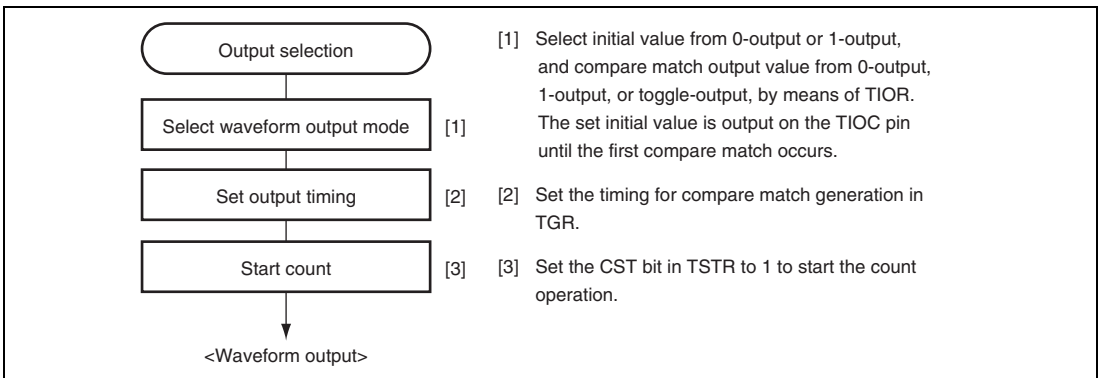 Output selection
Select waveform output mode [1]
Set output timing [2]
Start count [3]
<Waveform output>
[1] Select initial value from 0-output or 1-output,
and compare match output value from 0-output,
1-output, or toggle-output, by means of TIOR.
The set initial value is output on the TIOC pin
until the first compare match occurs.
[2] Set the timing for compare match generation in
TGR.
[3] Set the CST bit in TSTR to 1 to start the count
operation.